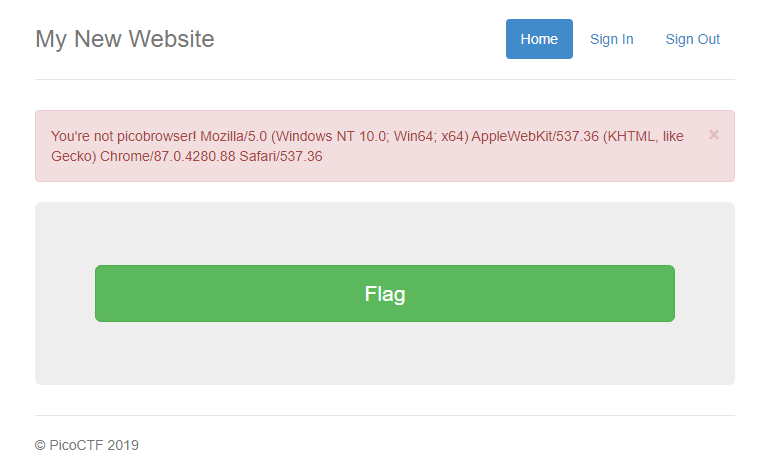 My New Website
Home
Sign In
Sign Out
You're not picobrowser! Mozilla/5.0 (Windows NT 10.0; Win64; x64) AppleWebKit/537.36 (KHTML, like
Gecko) Chrome/87.0.4280.88 Safari/537.36
×
Flag
© PicoCTF 2019